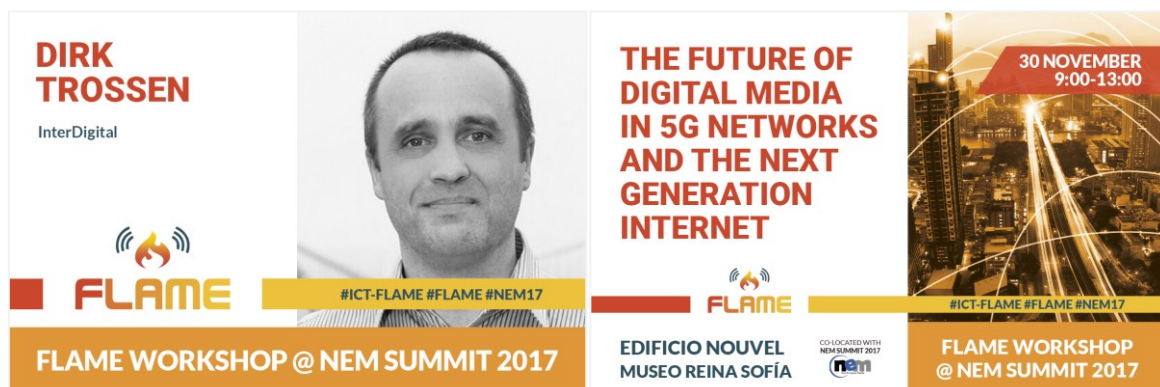 DIRK
TROSSEN
InterDigital
FLAME
#ICT-FLAME #FLAME #NEM17
FLAME WORKSHOP @ NEM SUMMIT 2017
THE FUTURE OF
DIGITAL MEDIA
IN 5G NETWORKS
AND THE NEXT
GENERATION
INTERNET
30 NOVEMBER
9:00-13:00
FLAME
#ICT-FLAME #FLAME #NEM17
EDIFICIO NOUVEL
MUSEO REINA SOFÍA
CO-LOCATED WITH
NEM SUMMIT 2017
nem
FLAME WORKSHOP
@ NEM SUMMIT 2017